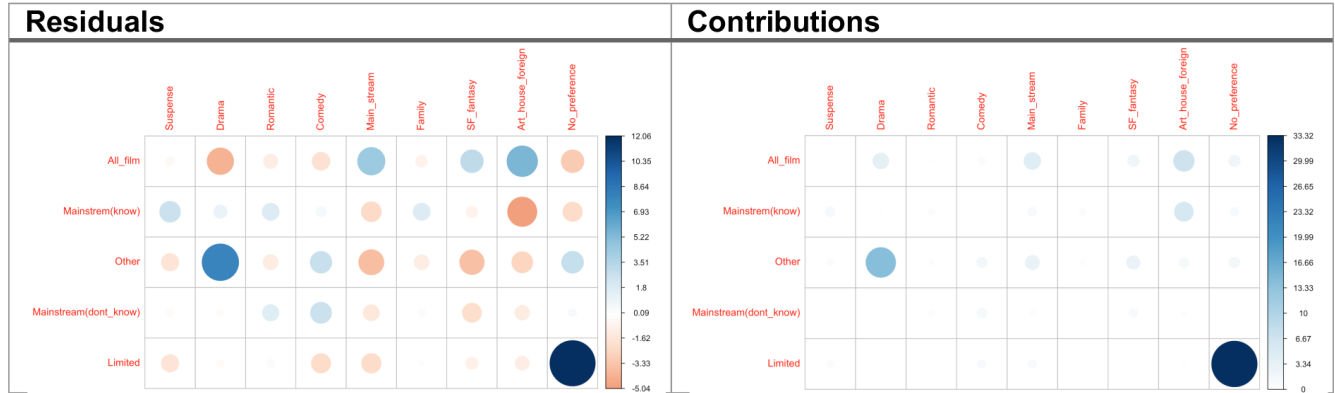 Residuals
Contributions
Suspense
Drama
Romantic
Comedy
Main_stream
Family
SF_fantasy
Art_house_foreign
No_preference
All_film
Mainstrem(know)
Other
Mainstream(dont_know)
Limited
12.06
10.35
8.64
6.93
5.22
3.51
1.8
0.09
-1.62
-3.33
-5.04
Suspense
Drama
Romantic
Comedy
Main_stream
Family
SF_fantasy
Art_house_foreign
No_preference
All_film
Mainstrem(know)
Other
Mainstream(dont_know)
Limited
33.32
29.99
26.65
23.32
19.99
16.66
13.33
10
6.67
3.34
0